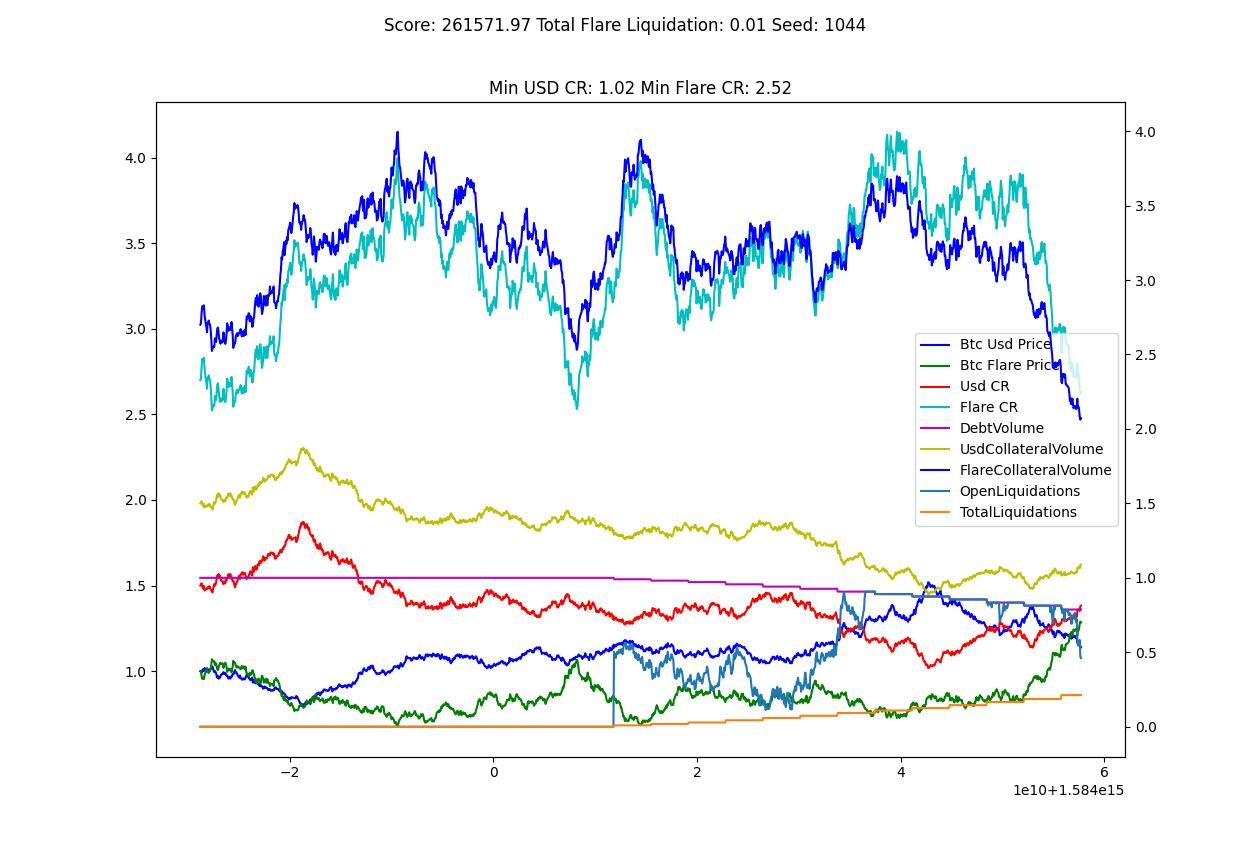 Score: 261571.97 Total Flare Liquidation: 0.01 Seed: 1044
Min USD CR: 1.02 Min Flare CR: 2.52
4.0
3.5
3.0
2.5
2.0
1.5
1.0
4.0
3.5
3.0
2.5
2.0
1.5
1.0
0.5
0.0
Btc Usd Price
Btc Flare Price
Usd CR
Flare CR
DebtVolume
UsdCollateralVolume
FlareCollateralVolume
OpenLiquidations
TotalLiquidations
−2 0 2 4 6
1e10+1.584e15